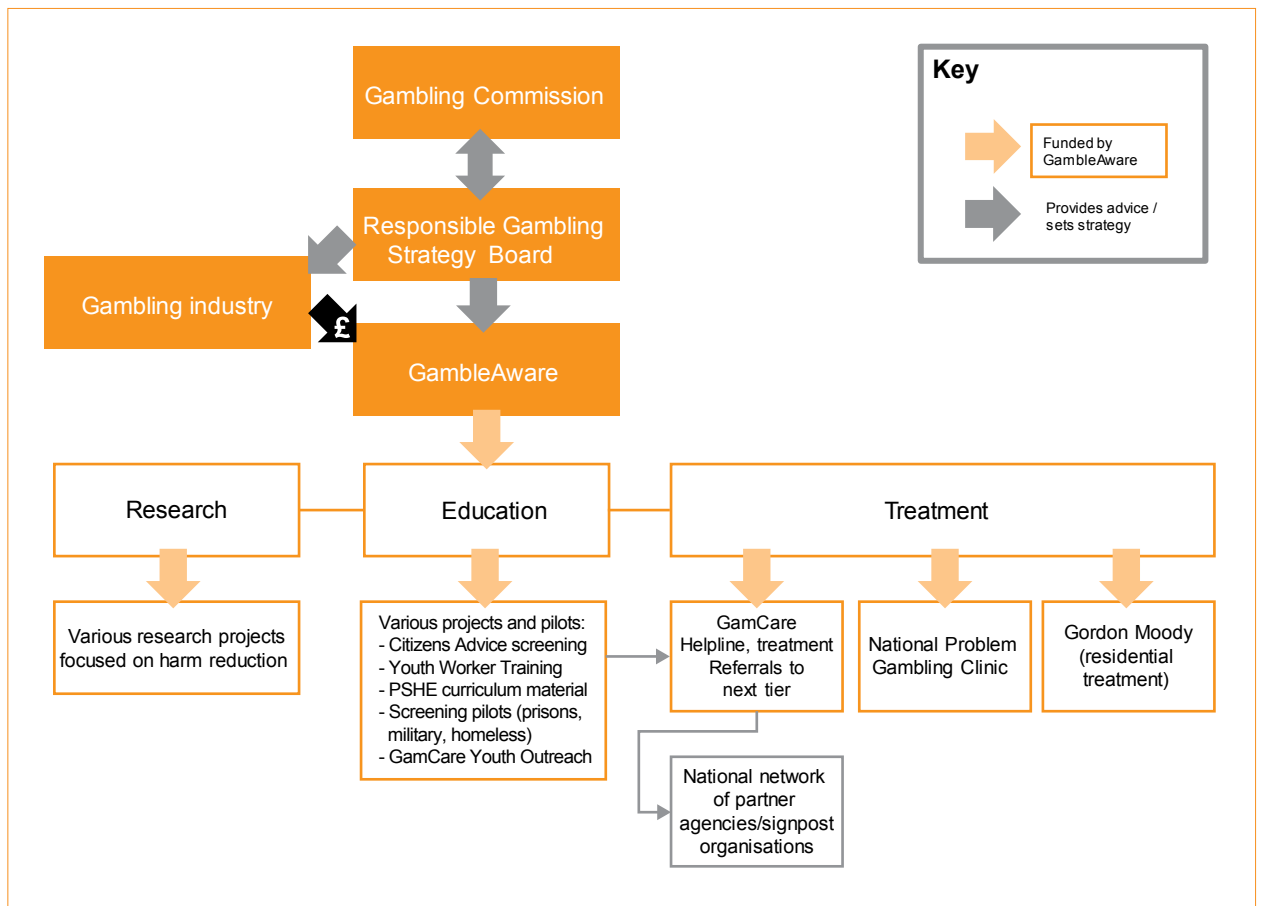 Gambling Commission
Key
Funded by
GambleAware
Provides advice /
sets strategy
Responsible Gambling
Strategy Board
Gambling industry
£
GambleAware
Research
Education
Treatment
Various research projects
focused on harm reduction
Various projects and pilots:
- Citizens Advice screening
- Youth Worker Training
- PSHE curriculum material
- Screening pilots (prisons,
military, homeless)
- GamCare Youth Outreach
GamCare
Helpline, treatment
Referrals to
next tier
National Problem
Gambling Clinic
Gordon Moody
(residential
treatment)
National network
of partner
agencies/signpost
organisations